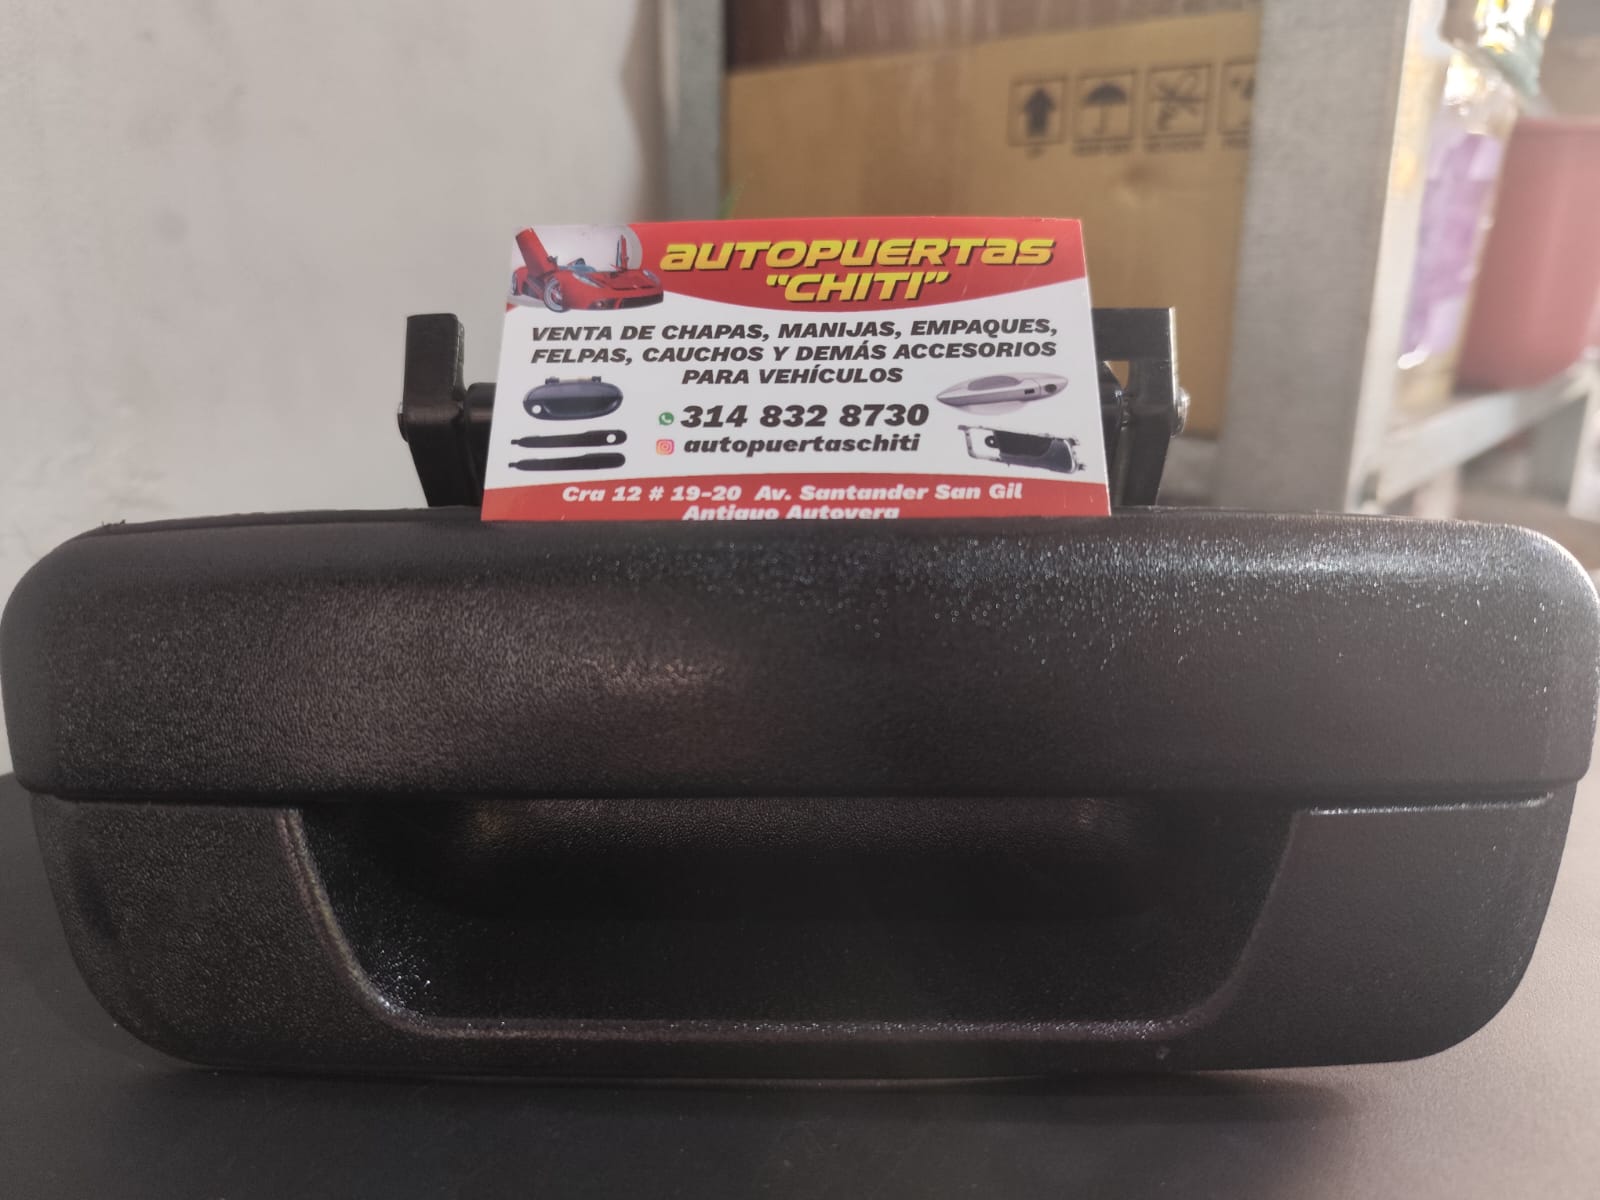 AUTOPUERTAS
"CHITI"
VENTA DE CHAPAS, MANIJAS, EMPAQUES,
FELPAS, CAUCHOS Y DEMÁS ACCESORIOS
PARA VEHÍCULOS
314 832 8730
autopuertaschiti
Cra 12 # 19-20 Av. Santander San Gil
Antiguo Autovera